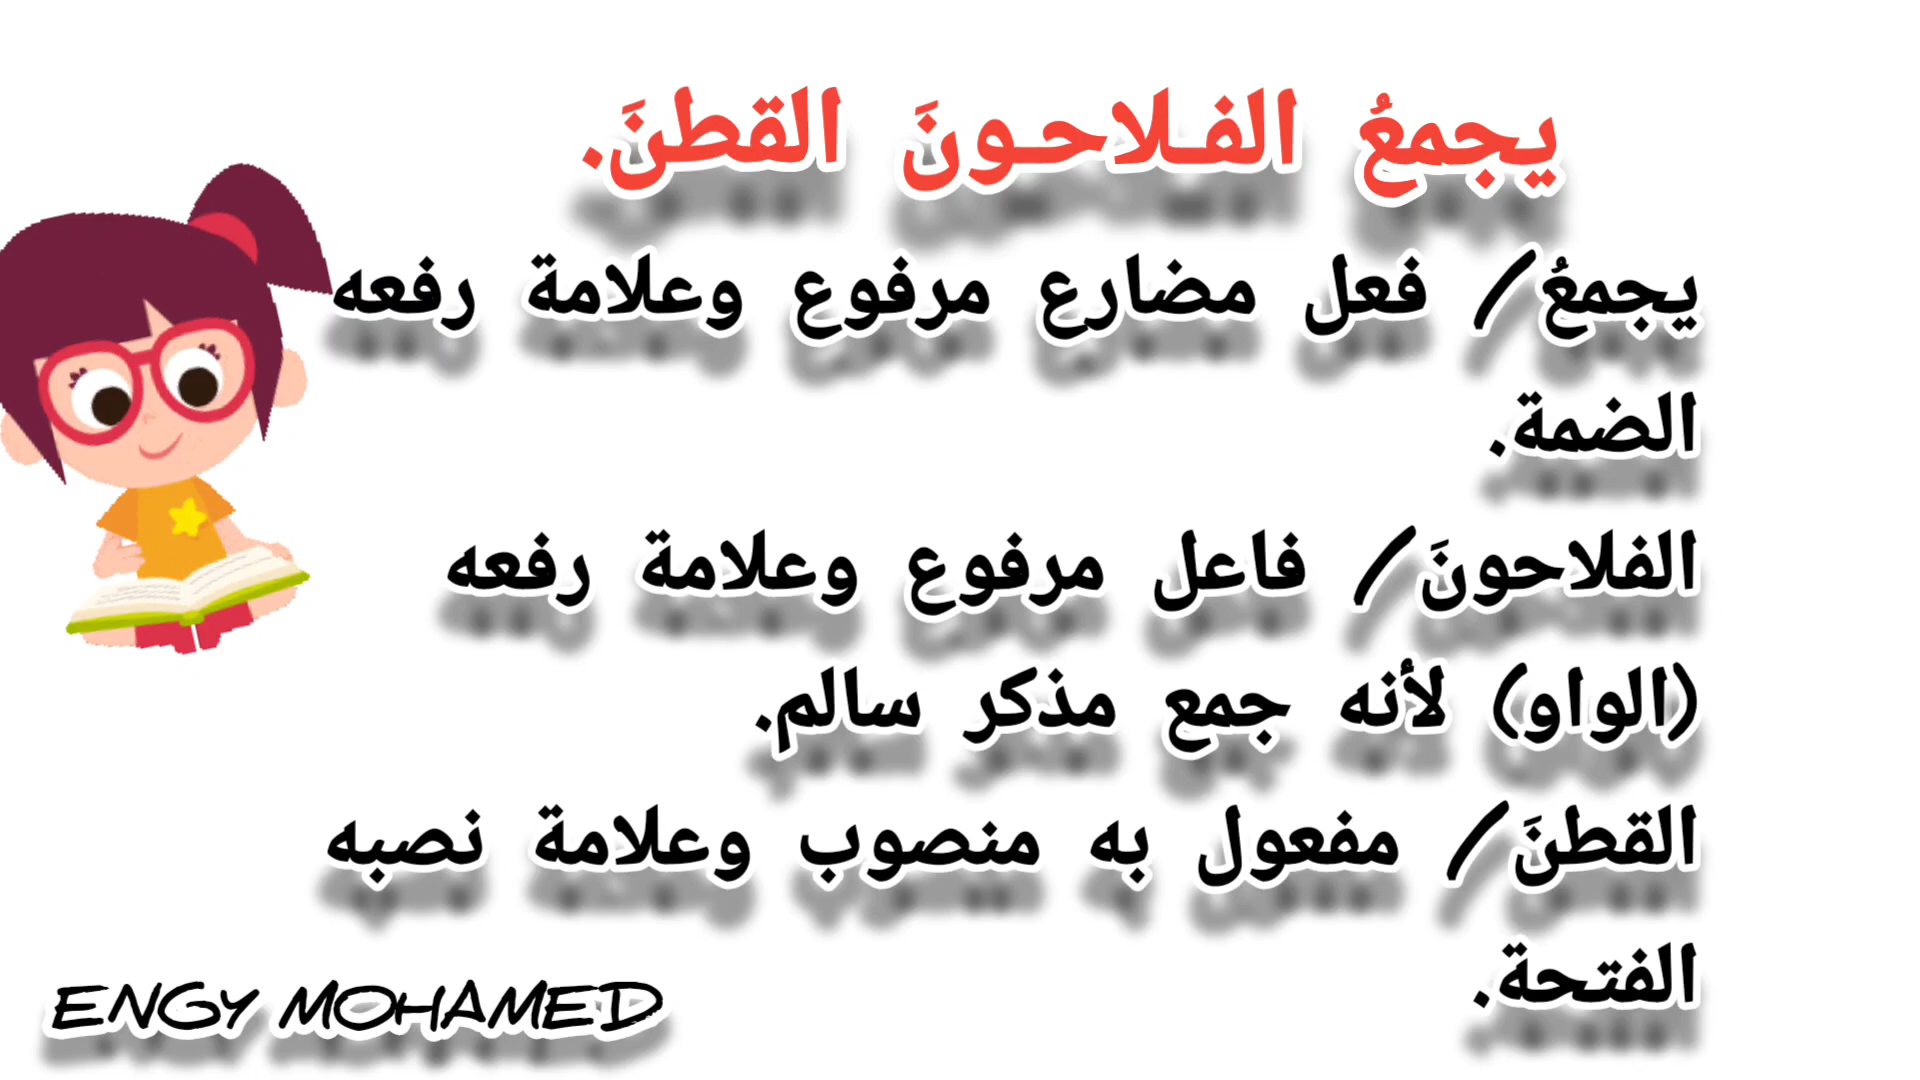 يجمعُ الفـلاحـونَ القطنَ.
يجمعُ/ فعل مضارع مرفوع وعلامة رفعه
الضمة.
الفلاحونَ/ فاعل مرفوع وعلامة رفعه
(الواو) لأنه جمع مذكر سالم.
القطنَ/ مفعول به منصوب وعلامة نصبه
الفتحة.
ENGY MOHAMED